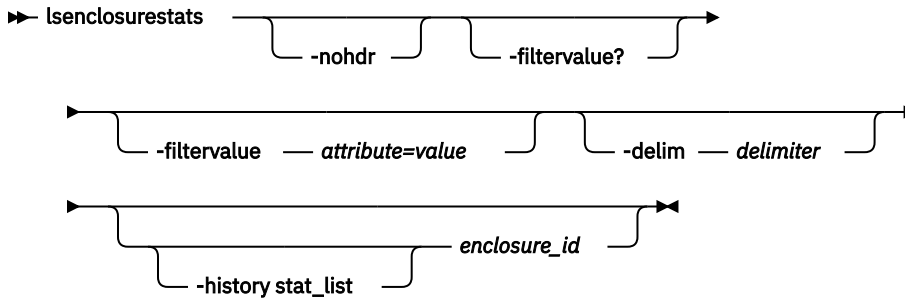 lsenclosurestats
-nohdr
-filtervalue?
-filtervalue attribute=value
-delim delimiter
enclosure_id
-history stat_list